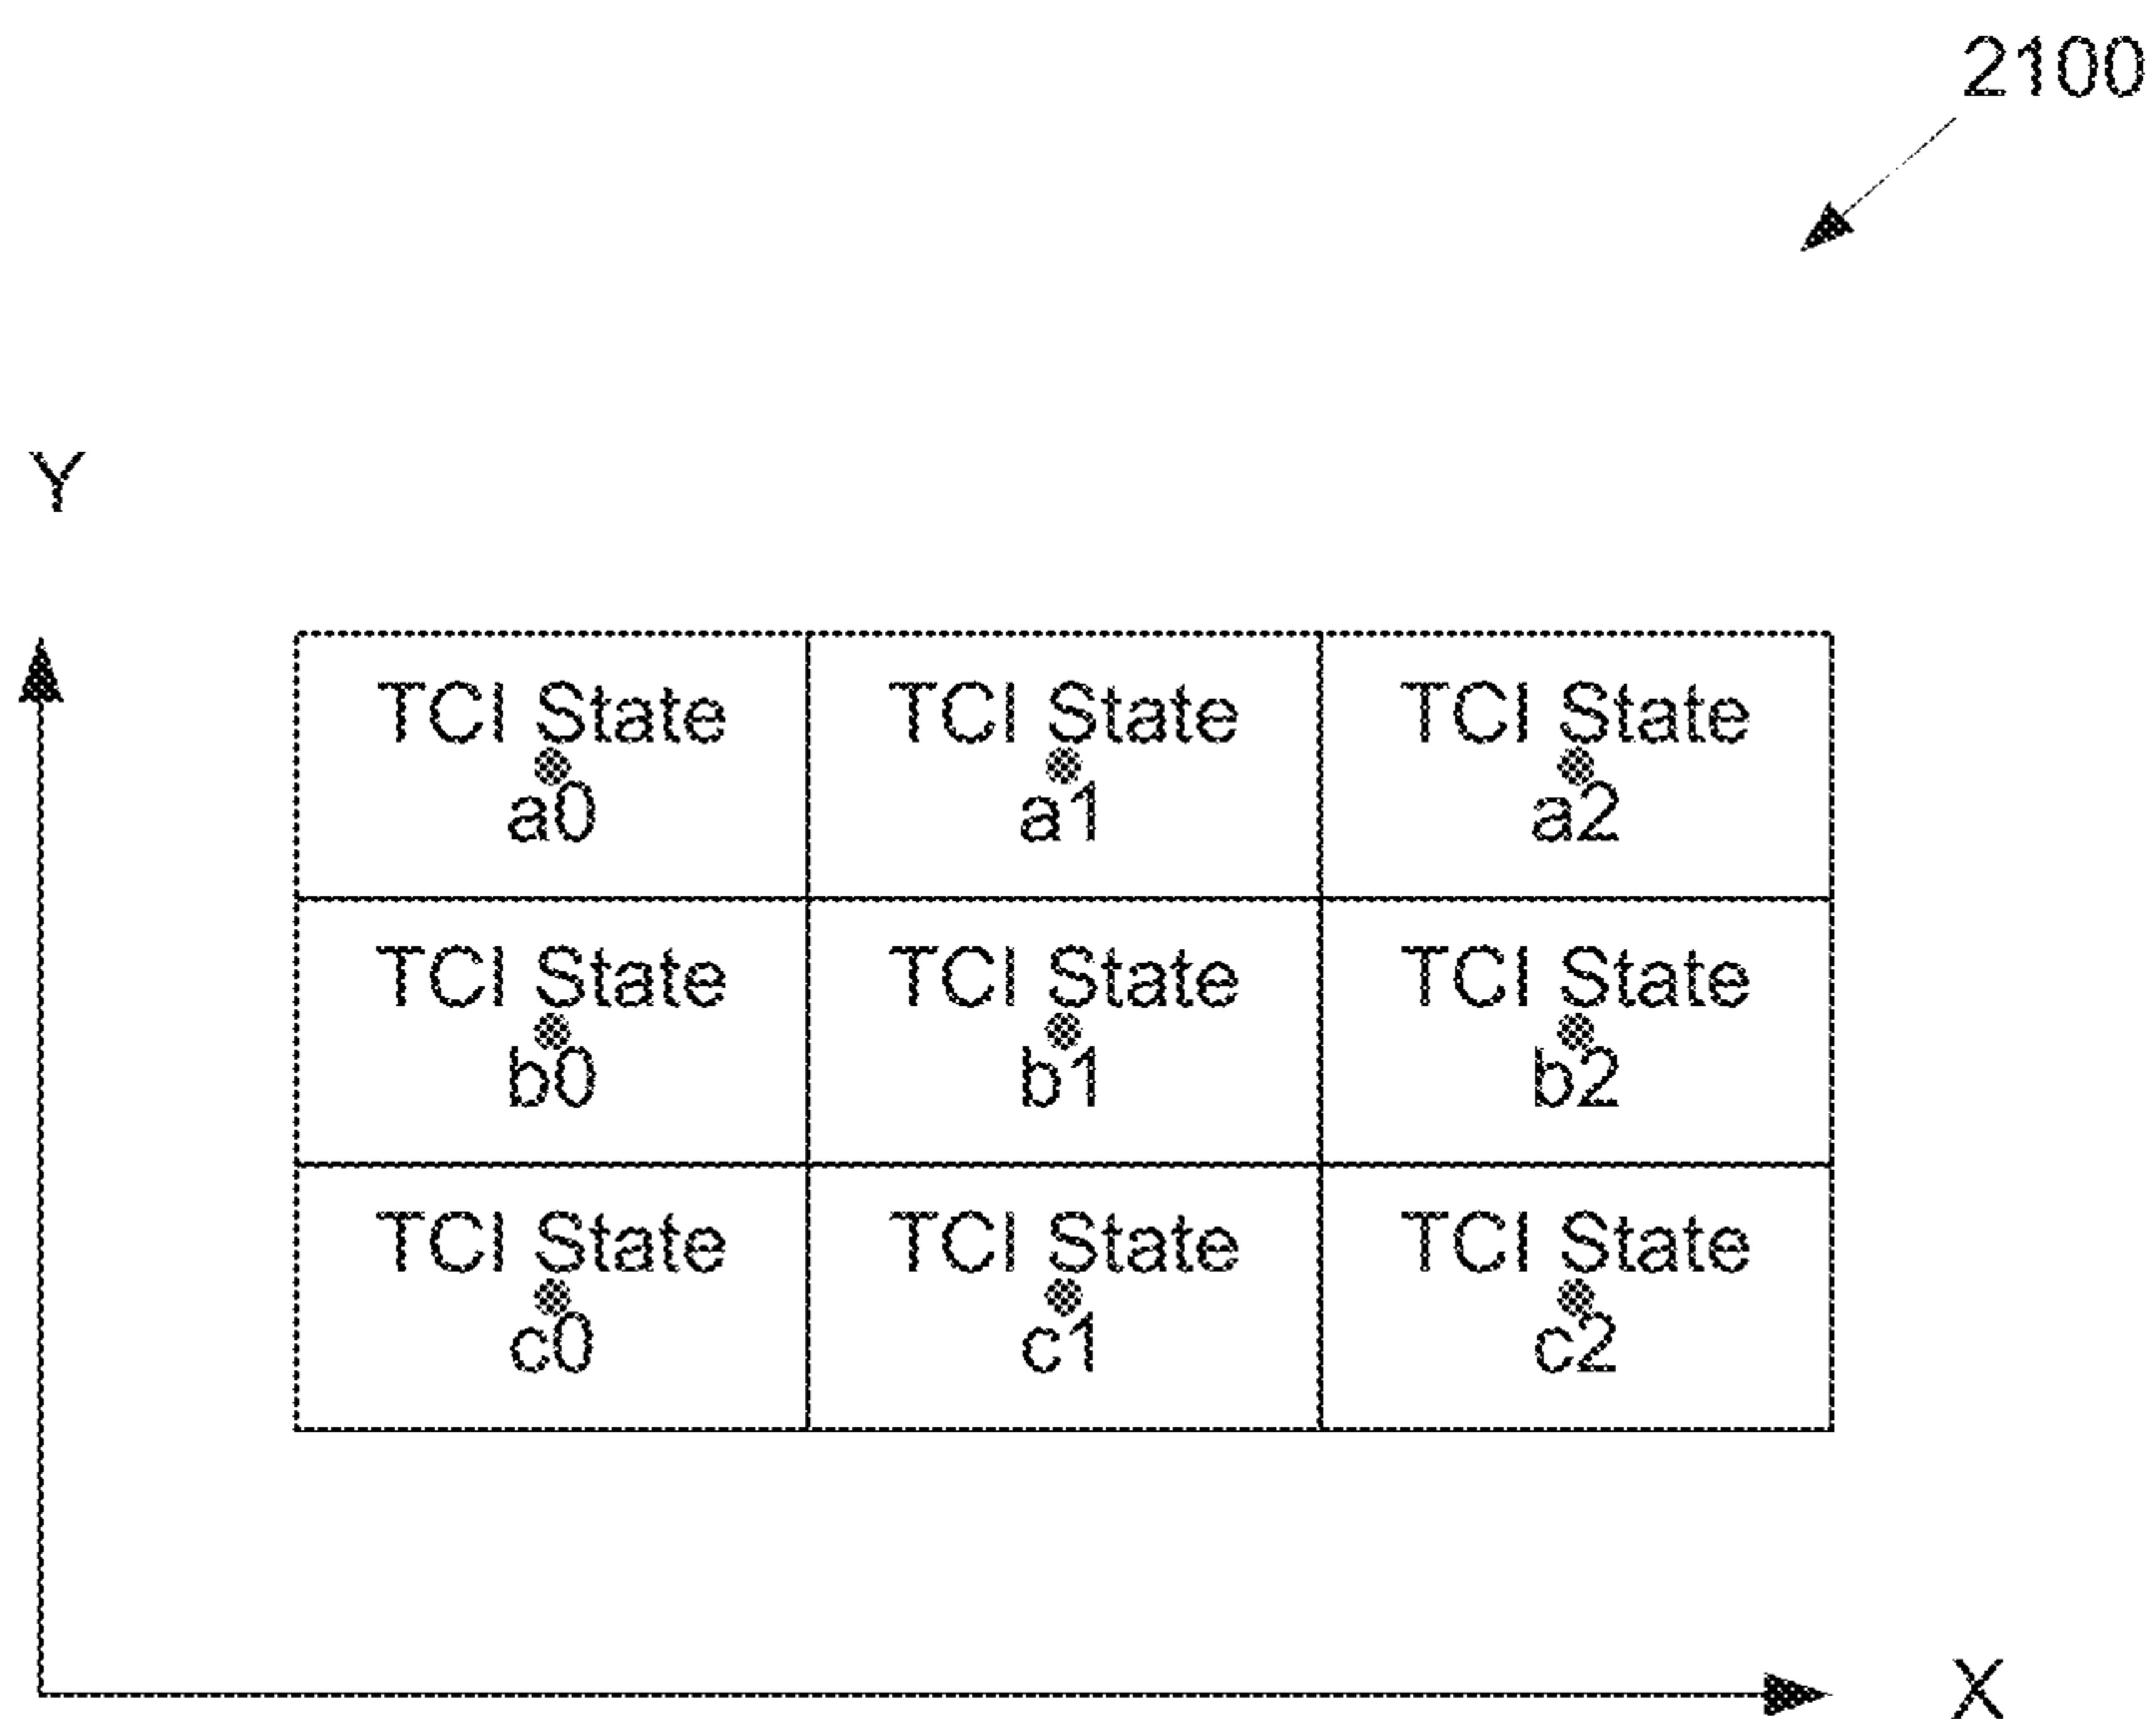 2100
Y
TCI State TCI State TCI State
a0 a1 a2
TCI State TCI State TCI State
b0 b1 b2
TCI State TCI State TCI State
c0 c1 c2
X